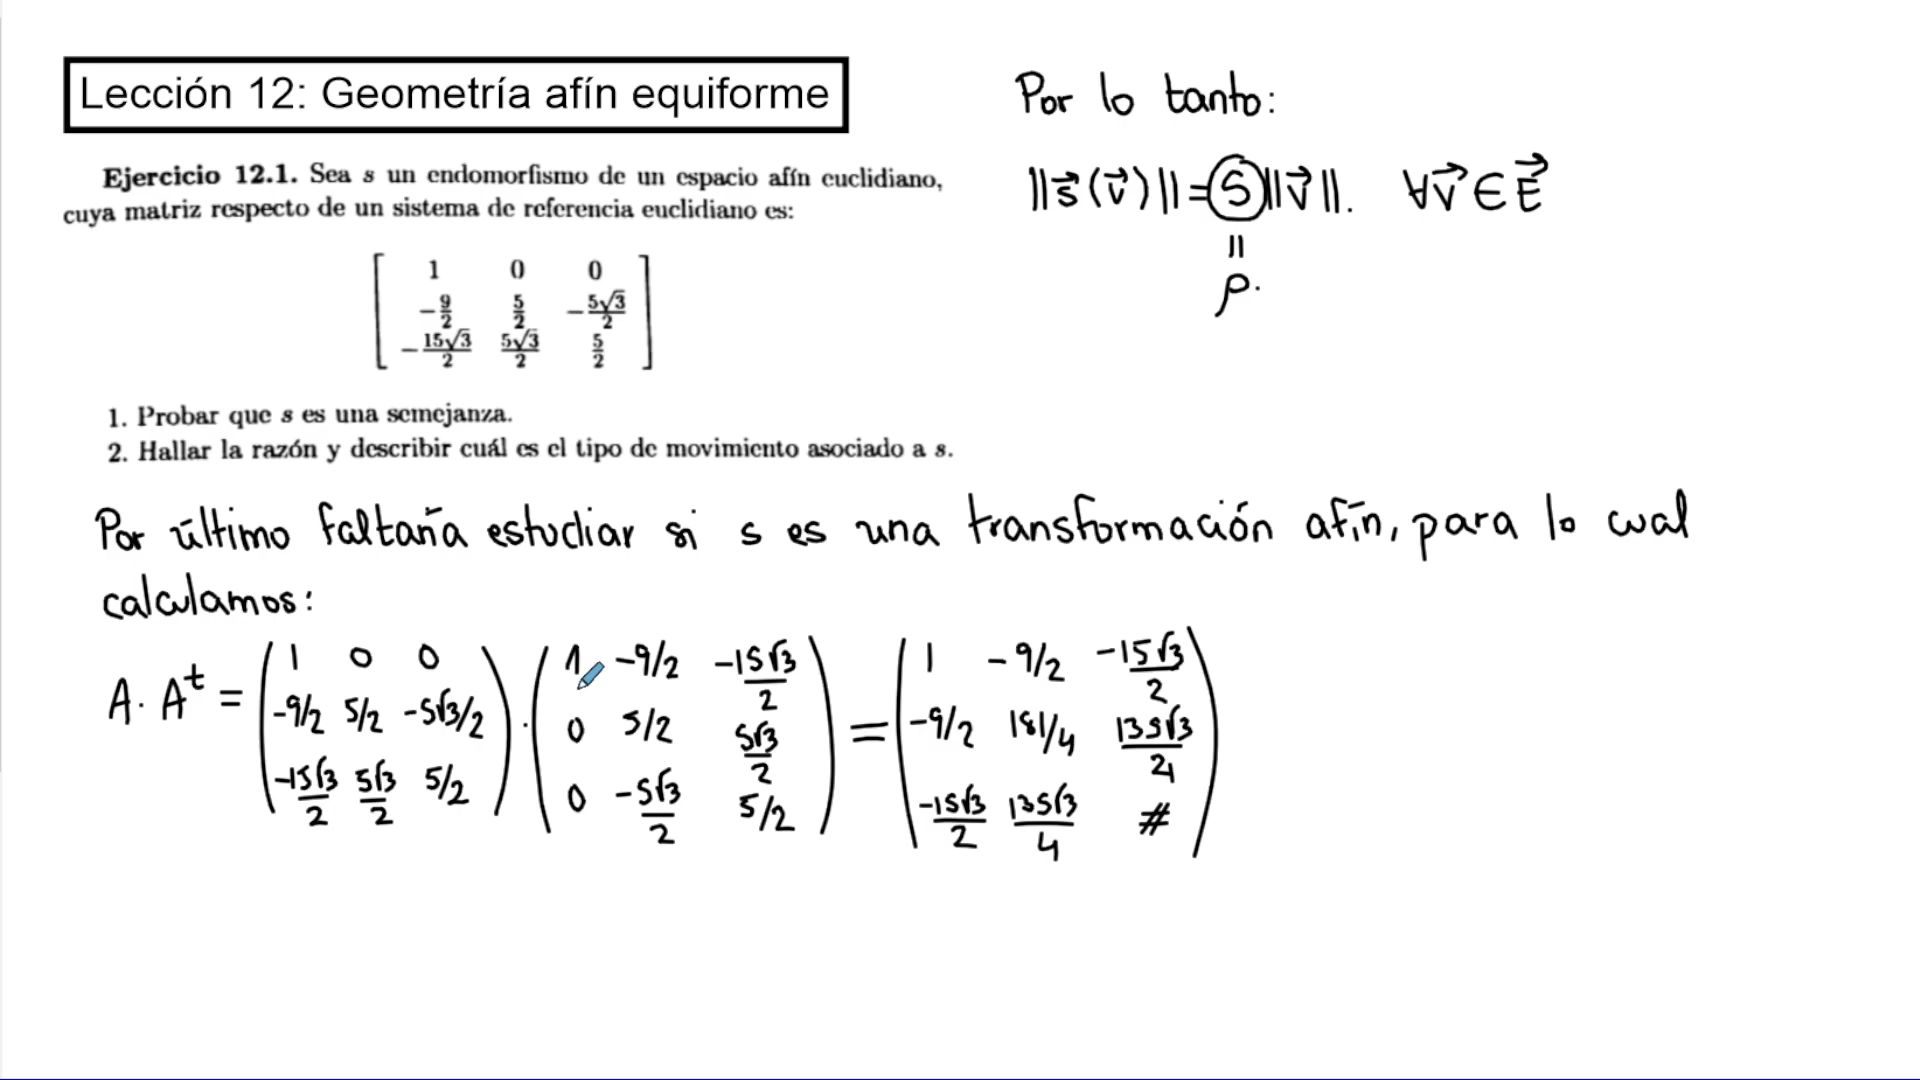 Lección 12: Geometría afín equiforme
Ejercicio 12.1. Sea s un endomorfismo de un espacio afín euclidiano,
cuya matriz respecto de un sistema de referencia euclidiano es:
[ 1 0 0
-9/2 5/2 -5√3/2
-15√3/2 5√3/2 5/2 ]
1. Probar que s es una semejanza.
2. Hallar la razón y describir cuál es el tipo de movimiento asociado a s.
Por lo tanto:
||s⃗(v⃗)|| = 5||v⃗||. ∀v⃗ ∈ E⃗
=
ρ.
Por último faltaría estudiar si s es una transformación afín, para lo cual
calculamos:
A · Aᵗ = ( 1 0 0 ; -9/2 5/2 -5√3/2 ; -15√3/2 5√3/2 5/2 ) · ( 1 -9/2 -15√3/2 ; 0 5/2 5√3/2 ; 0 -5√3/2 5/2 ) = ( 1 -9/2 -15√3/2 ; -9/2 181/4 135√3/4 ; -15√3/2 135√3/4 # )